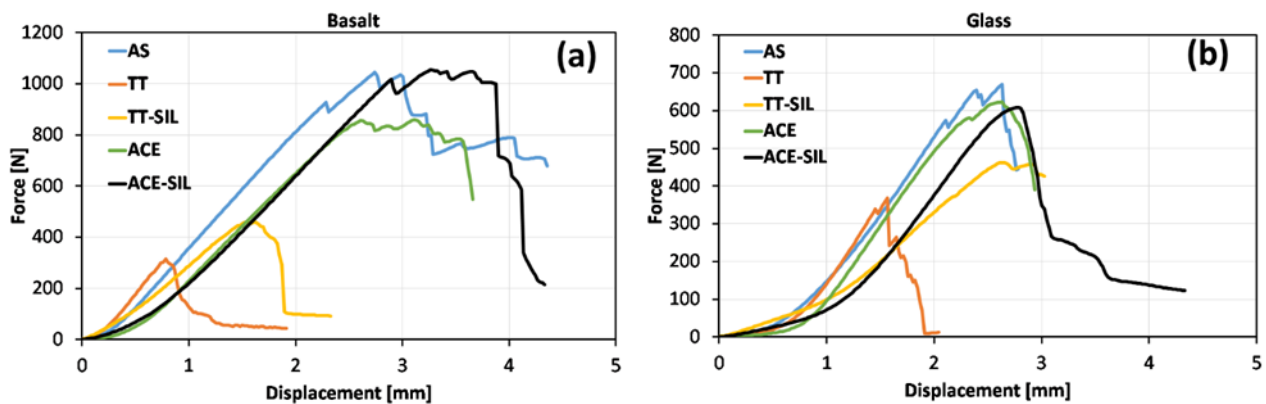 Basalt
(a)
AS
TT
TT-SIL
ACE
ACE-SIL
Force [N]
1200
1000
800
600
400
200
0
0 1 2 3 4 5
Displacement [mm]
Glass
(b)
AS
TT
TT-SIL
ACE
ACE-SIL
Force [N]
800
700
600
500
400
300
200
100
0
0 1 2 3 4 5
Displacement [mm]